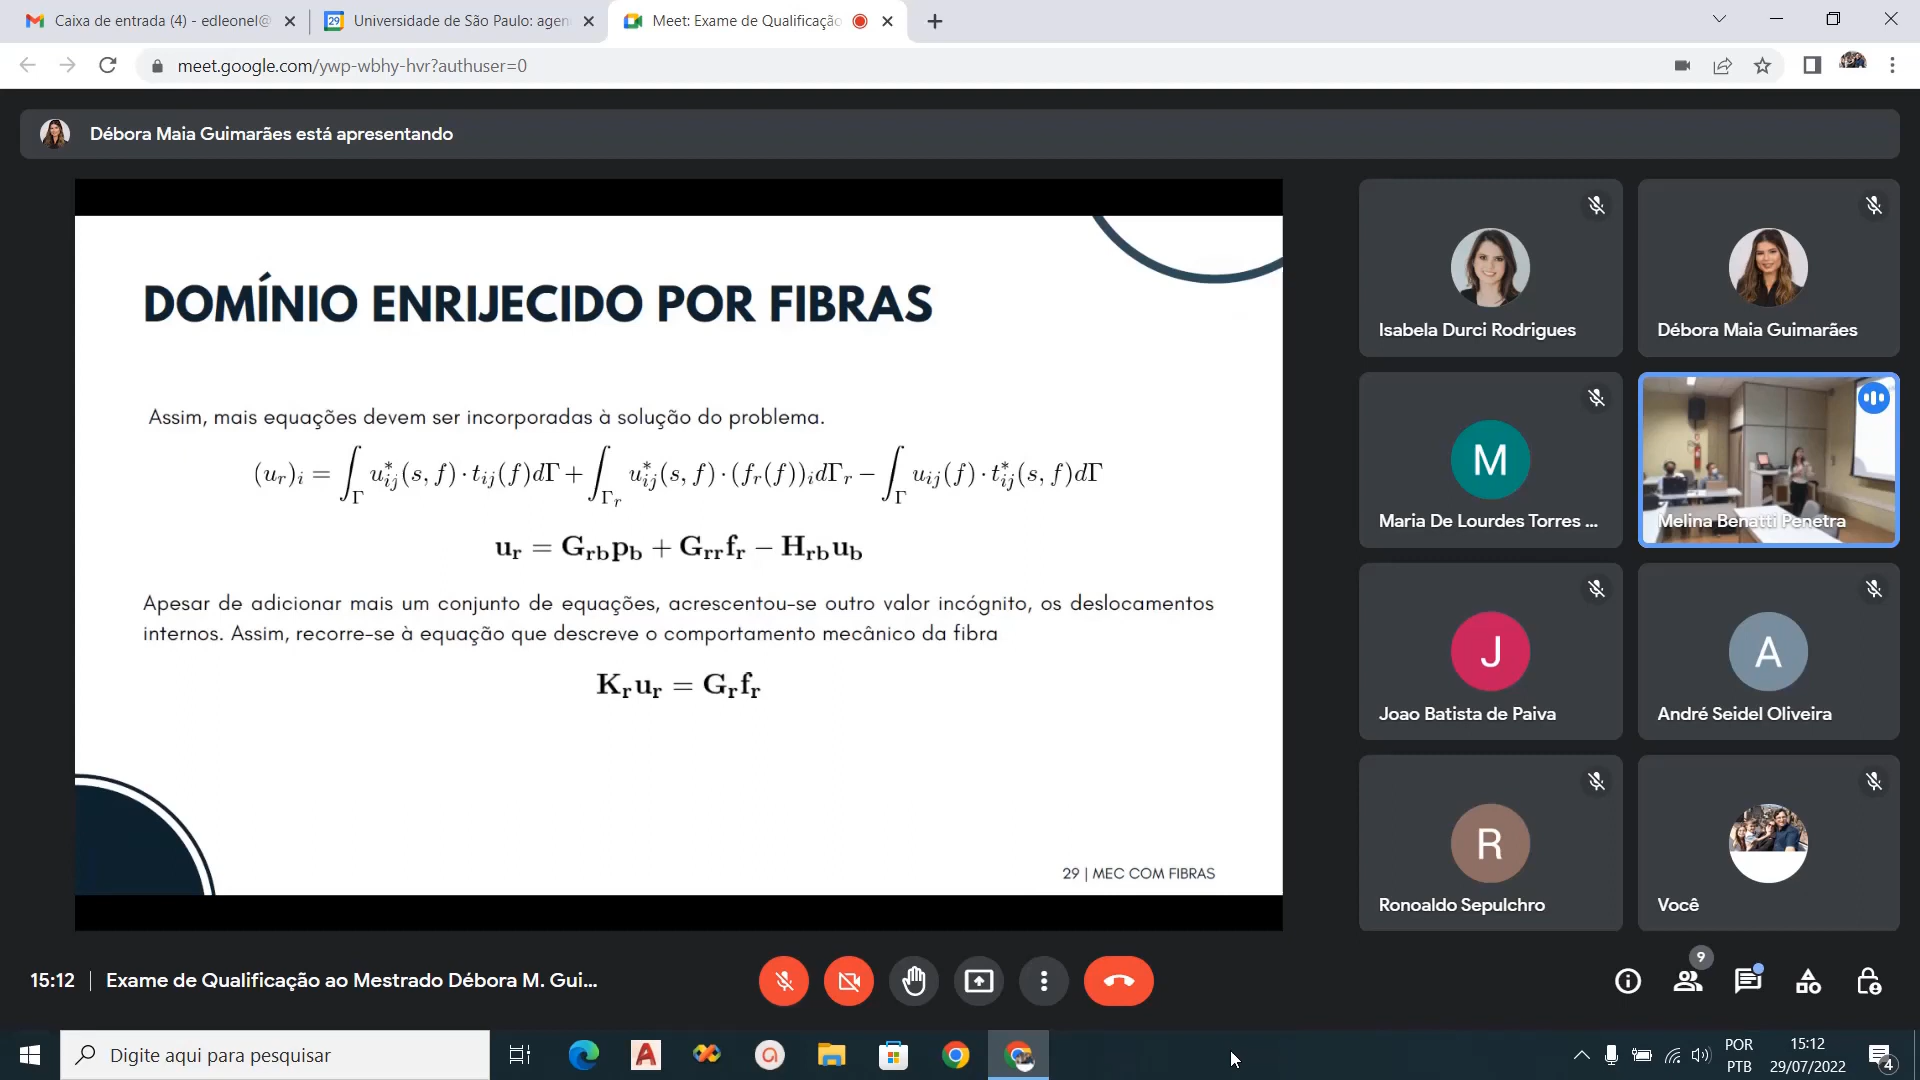 Caixa de entrada (4) - edleonel@
Universidade de São Paulo: agen
Meet: Exame de Qualificação
meet.google.com/ywp-wbhy-hvr?authuser=0
Débora Maia Guimarães está apresentando
DOMÍNIO ENRIJECIDO POR FIBRAS
Assim, mais equações devem ser incorporadas à solução do problema.
(u_r)_i = ∫_Γ u*_ij(s, f) · t_ij(f)dΓ + ∫_Γr u*_ij(s, f) · (f_r(f))_i dΓ_r − ∫_Γ u_ij(f) · t*_ij(s, f)dΓ
u_r = G_rb p_b + G_rr f_r − H_rb u_b
Apesar de adicionar mais um conjunto de equações, acrescentou-se outro valor incógnito, os deslocamentos
internos. Assim, recorre-se à equação que descreve o comportamento mecânico da fibra
K_r u_r = G_r f_r
29 | MEC COM FIBRAS
Isabela Durci Rodrigues
Débora Maia Guimarães
M
Maria De Lourdes Torres ...
Melina Benatti Penetra
J
Joao Batista de Paiva
A
André Seidel Oliveira
R
Ronoaldo Sepulchro
Você
15:12 | Exame de Qualificação ao Mestrado Débora M. Gui...
9
Digite aqui para pesquisar
POR
PTB
15:12
29/07/2022
4